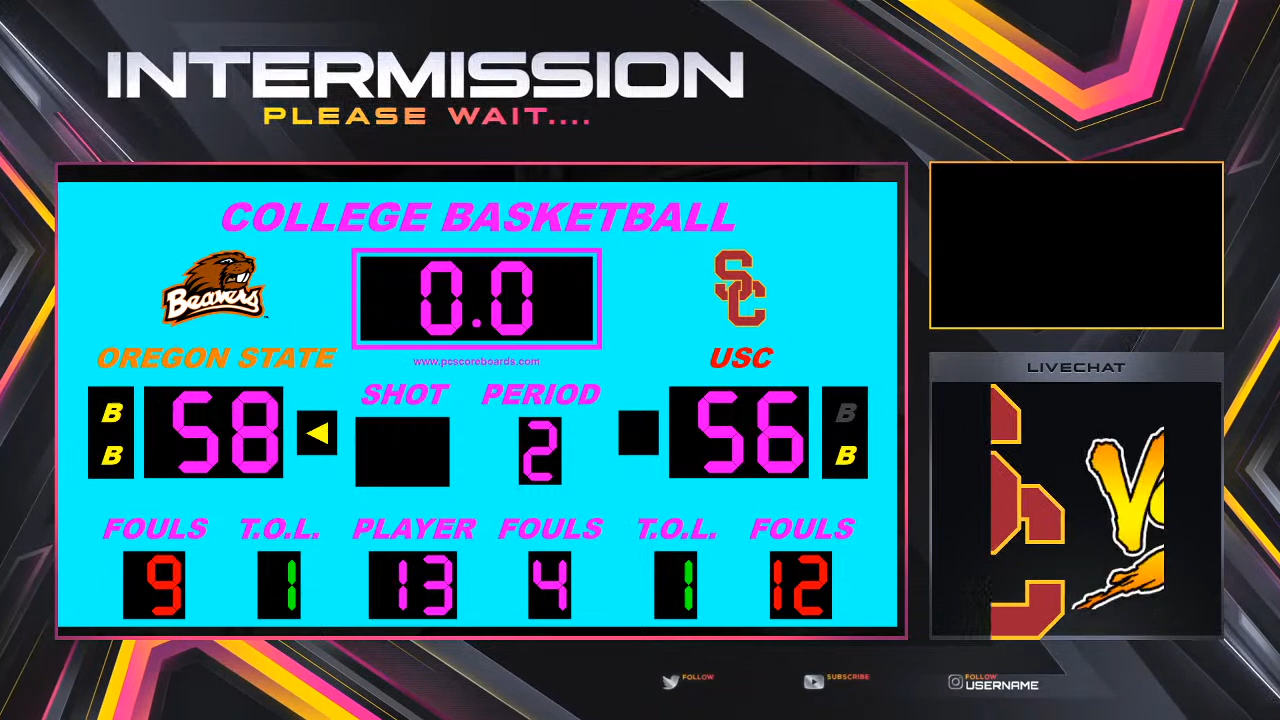 INTERMISSION
PLEASE WAIT....
COLLEGE BASKETBALL
Beavers
0.0
SC
OREGON STATE
www.pcscoreboards.com
USC
SHOT PERIOD
B 58 2 56 B
B B
FOULS T.O.L. PLAYER FOULS T.O.L. FOULS
9 1 13 4 1 12
LIVECHAT
FOLLOW
SUBSCRIBE
FOLLOW
USERNAME